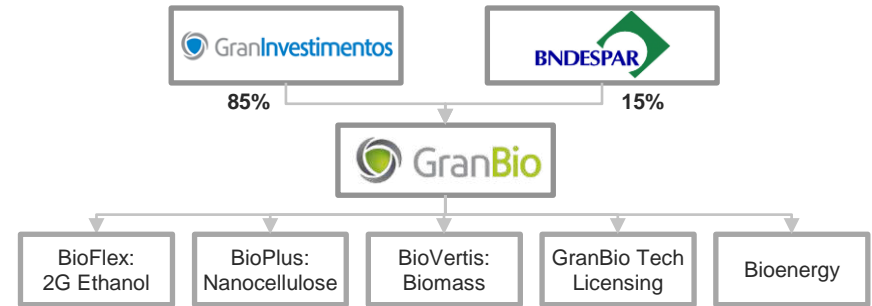 GranInvestimentos
BNDESPAR
85%
15%
GranBio
BioFlex:
2G Ethanol
BioPlus:
Nanocellulose
BioVertis:
Biomass
GranBio Tech
Licensing
Bioenergy